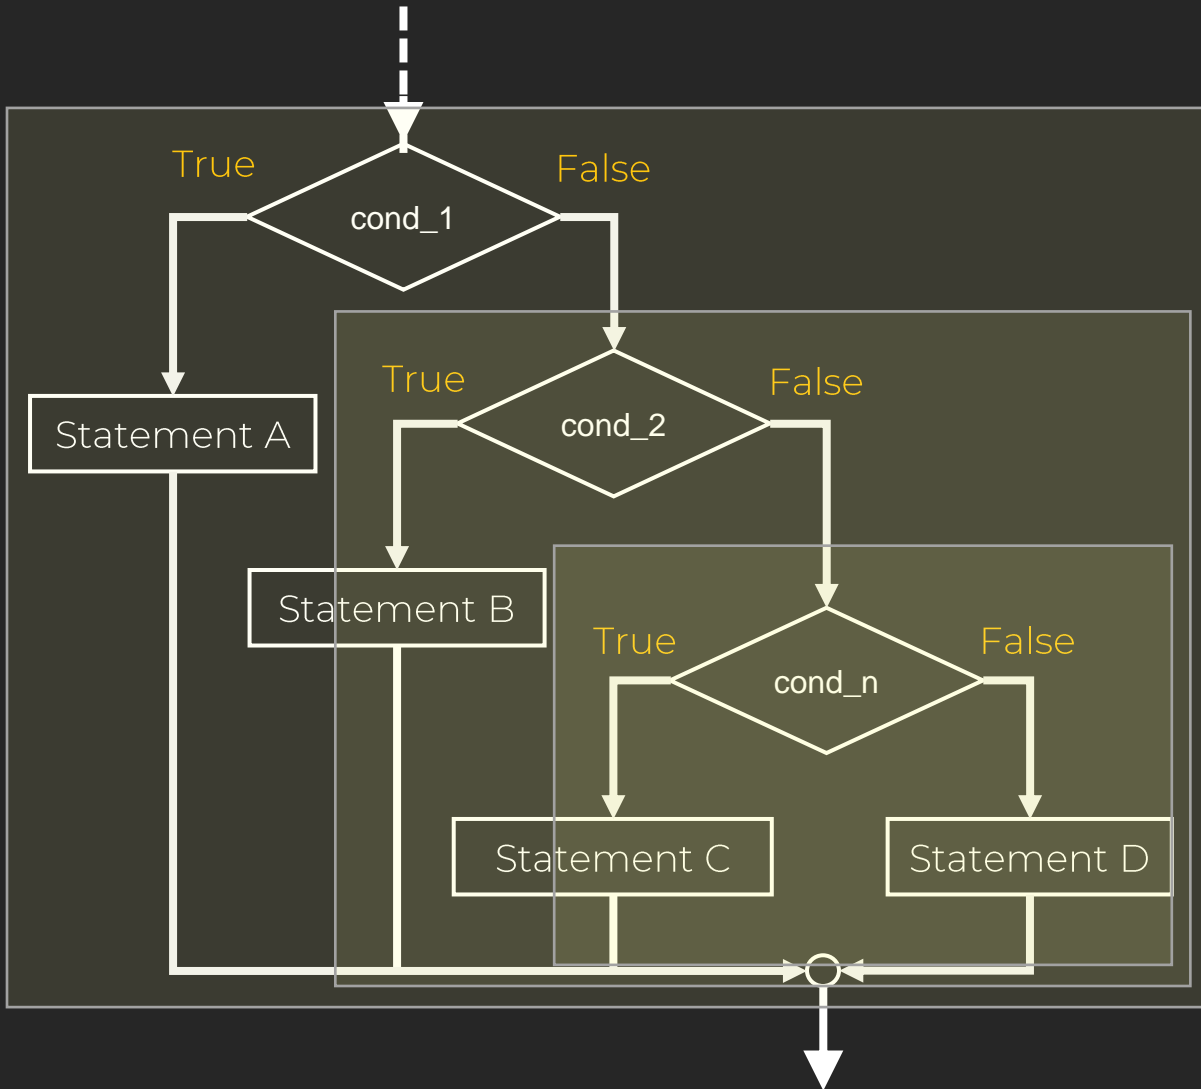 True
False
cond_1
True
False
Statement A
cond_2
Statement B
True
False
cond_n
Statement C
Statement D